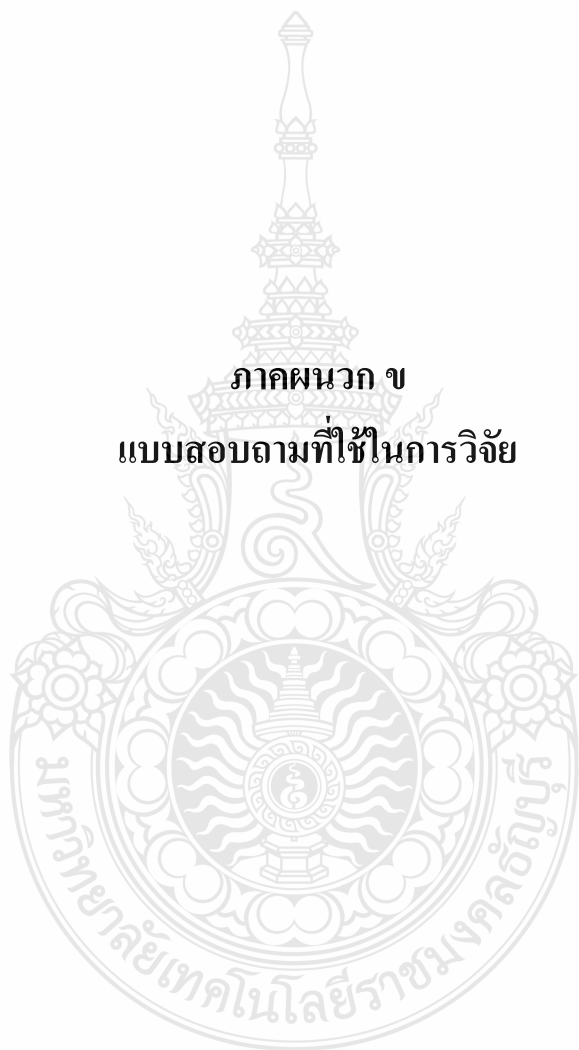 ภาคผนวก ข
แบบสอบถามที่ใช้ในการวิจัย
มหาวิทยาลัยเทคโนโลยีราชมงคลธัญบุรี